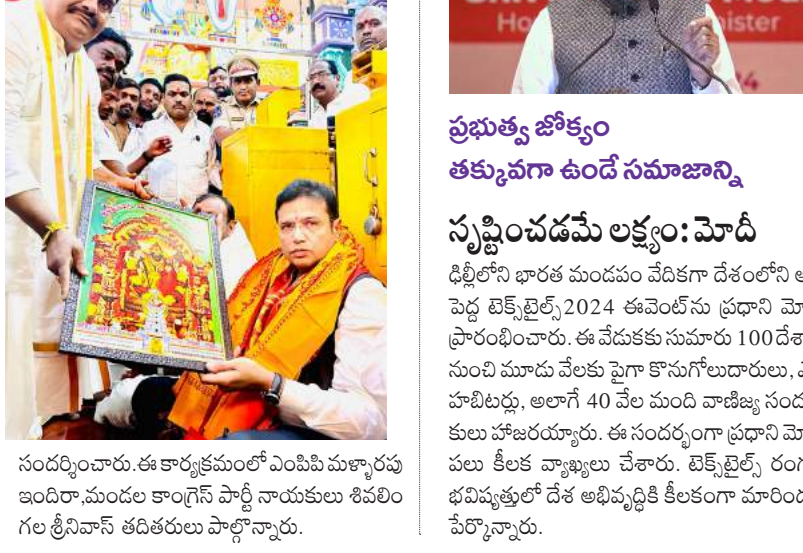 సందర్శించారు.ఈ కార్యక్రమంలో ఎంపిపి మళ్ళారపు
ఇందిరా,మండల కాంగ్రెస్ పార్టీ నాయకులు శివలిం
గల శ్రీనివాస్ తదితరులు పాల్గొన్నారు.
ప్రభుత్వ జోక్యం
తక్కువగా ఉండే సమాజాన్ని
సృష్టించడమే లక్ష్యం: మోదీ
ఢిల్లీలోని భారత మండపం వేదికగా దేశంలోని
పెద్ద టెక్స్‌టైల్స్2024 ఈవెంట్‌ను ప్రధాని
ప్రారంభించారు. ఈ వేడుకకు సుమారు 100
నుంచి మూడు వేలకు పైగా కొనుగోలుదారులు,
హబిటర్లు, అలాగే 40 వేల మంది వాణిజ్య
కులు హాజరయ్యారు. ఈ సందర్భంగా ప్రధాని
పలు కీలక వ్యాఖ్యలు చేశారు. టెక్స్‌టైల్స్
భవిష్యత్తులో దేశ అభివృద్ధికి కీలకంగా
పేర్కొన్నారు.